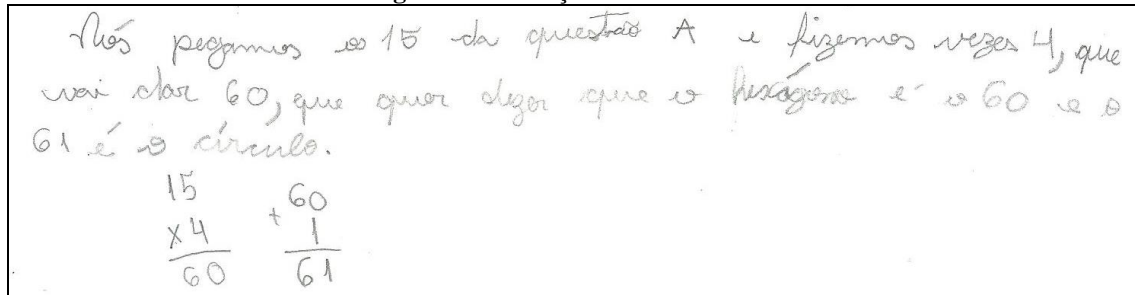 Nós pegamos o 15 da questão A e fizemos vezes 4, que
vai dar 60, que quer dizer que o hexágono é o 60 e o
61 é o círculo.
15 60
x4 + 1
60 61